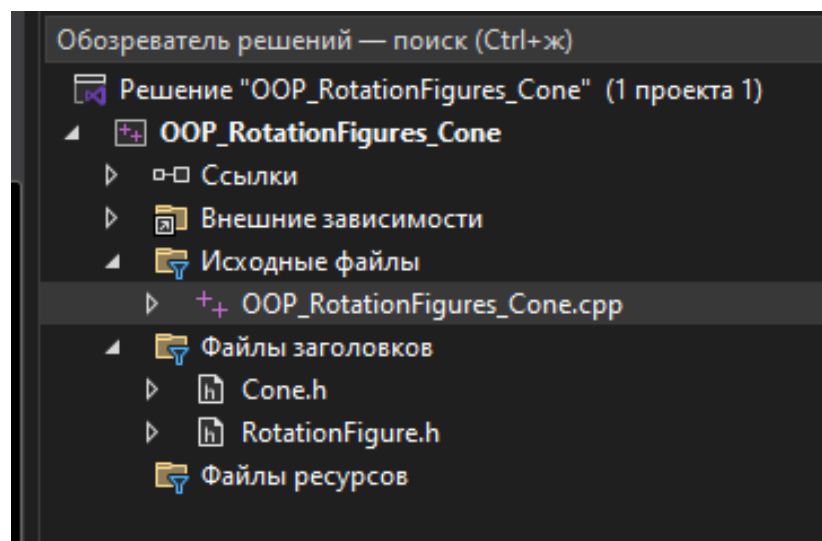 Обозреватель решений — поиск (Ctrl+ж)
Решение "OOP_RotationFigures_Cone" (1 проекта 1)
OOP_RotationFigures_Cone
Ссылки
Внешние зависимости
Исходные файлы
OOP_RotationFigures_Cone.cpp
Файлы заголовков
Cone.h
RotationFigure.h
Файлы ресурсов